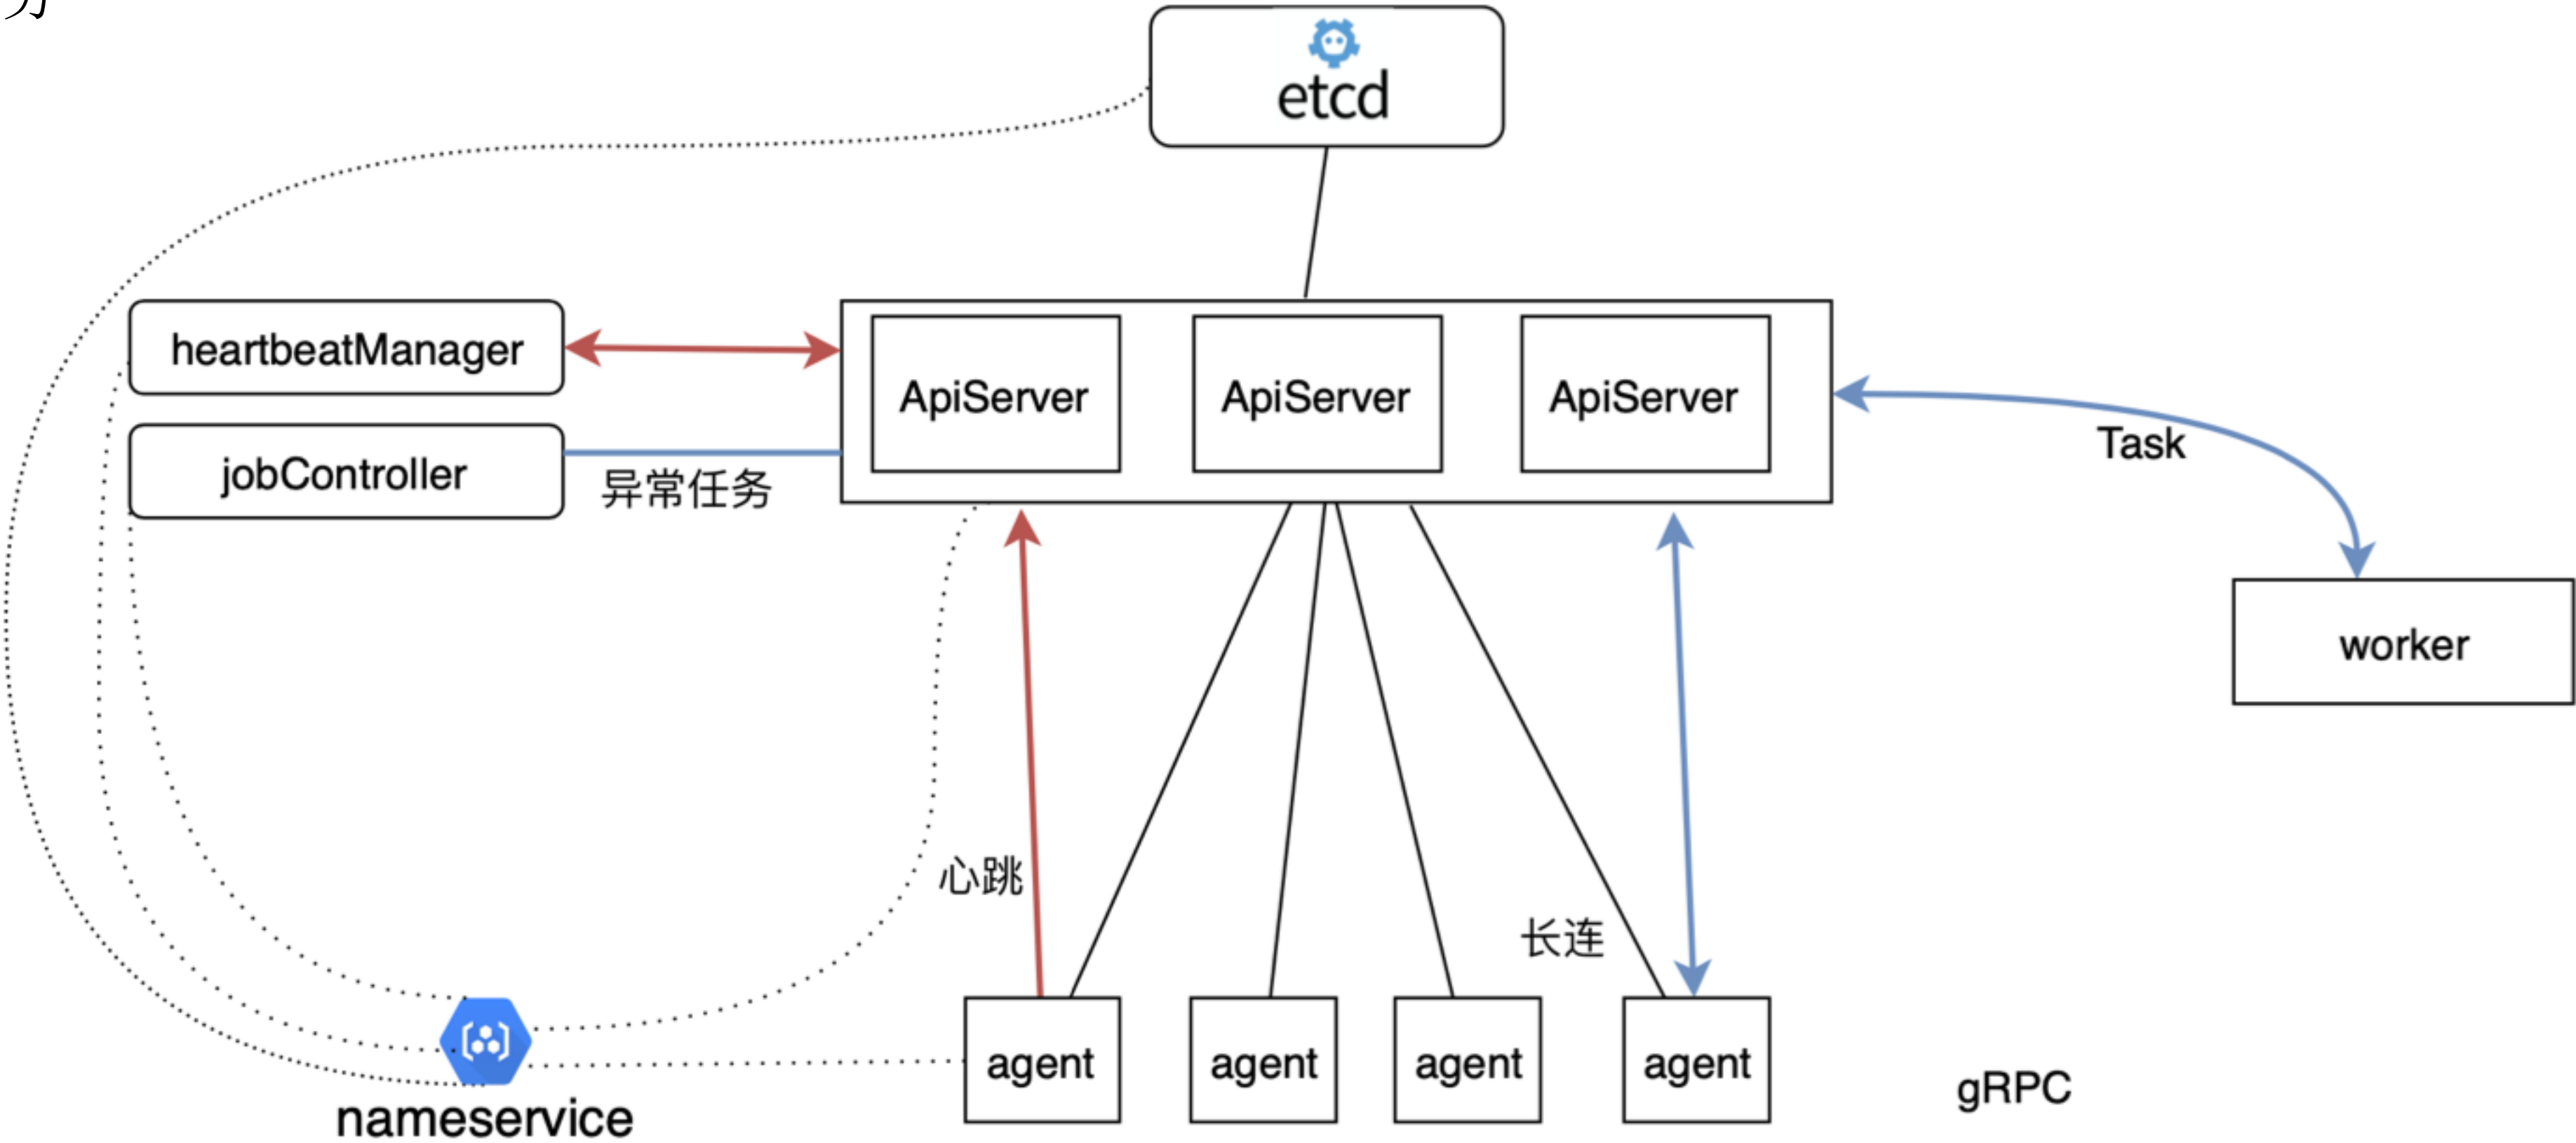 etcd
heartbeatManager
ApiServer
ApiServer
ApiServer
jobController
异常任务
Task
worker
心跳
长连
agent
agent
agent
agent
gRPC
nameservice